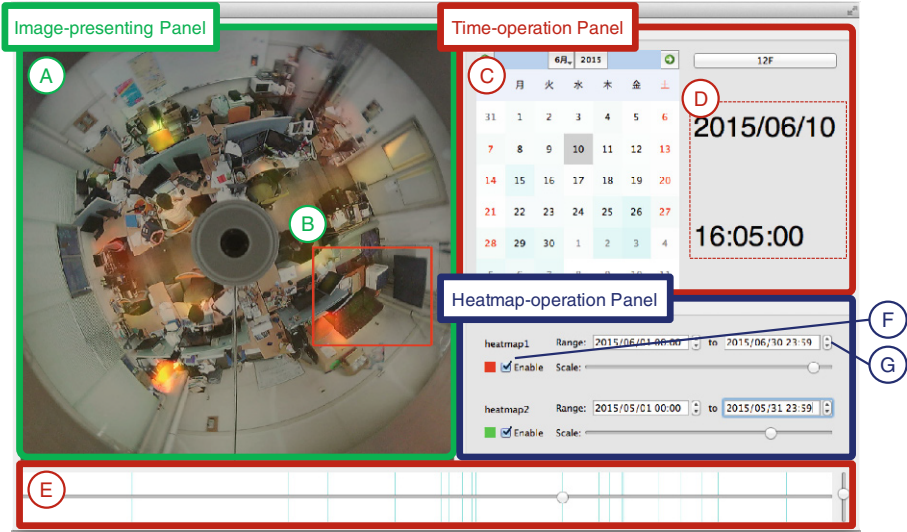 Image-presenting Panel
Time-operation Panel
A
C
6月 2015
12F
月 火 水 木 金 土
D
31 1 2 3 4 5 6
2015/06/10
7 8 9 10 11 12 13
14 15 16 17 18 19 20
B
21 22 23 24 25 26 27
16:05:00
28 29 30 1 2 3 4
Heatmap-operation Panel
F
heatmap1 Range: 2015/06/01 00:00 to 2015/06/30 23:59
G
Enable Scale:
heatmap2 Range: 2015/05/01 00:00 to 2015/05/31 23:59
Enable Scale:
E